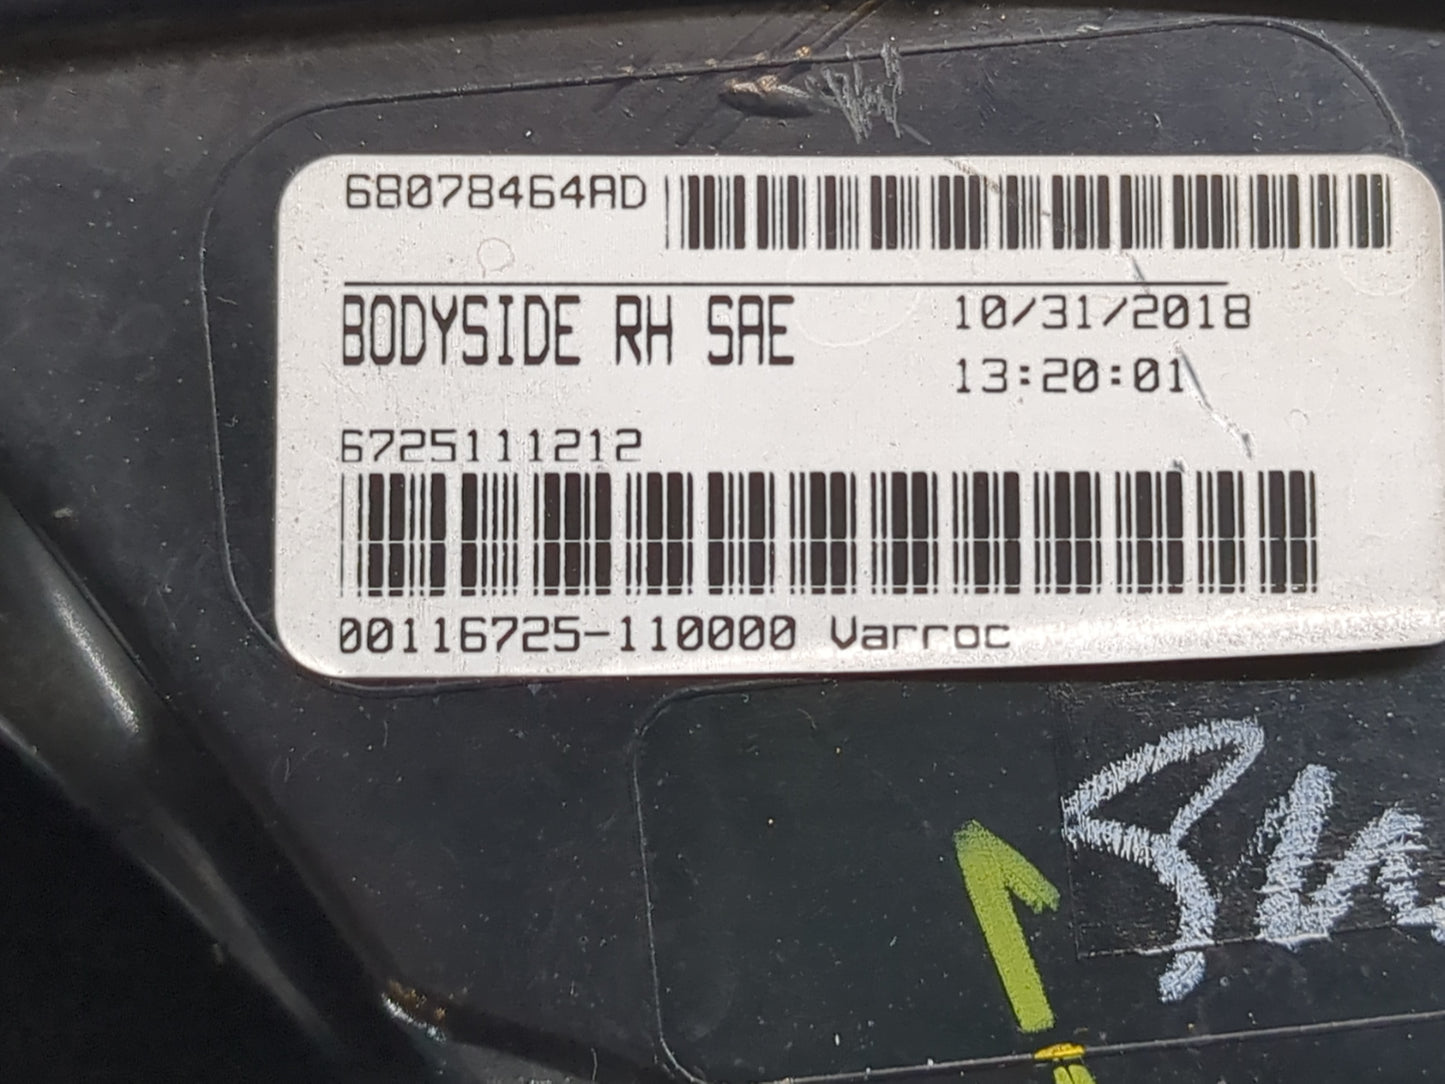 68078464AD
BODYSIDE RH SAE
10/31/2018
13:20:01
6725111212
00116725-110000 Varroc